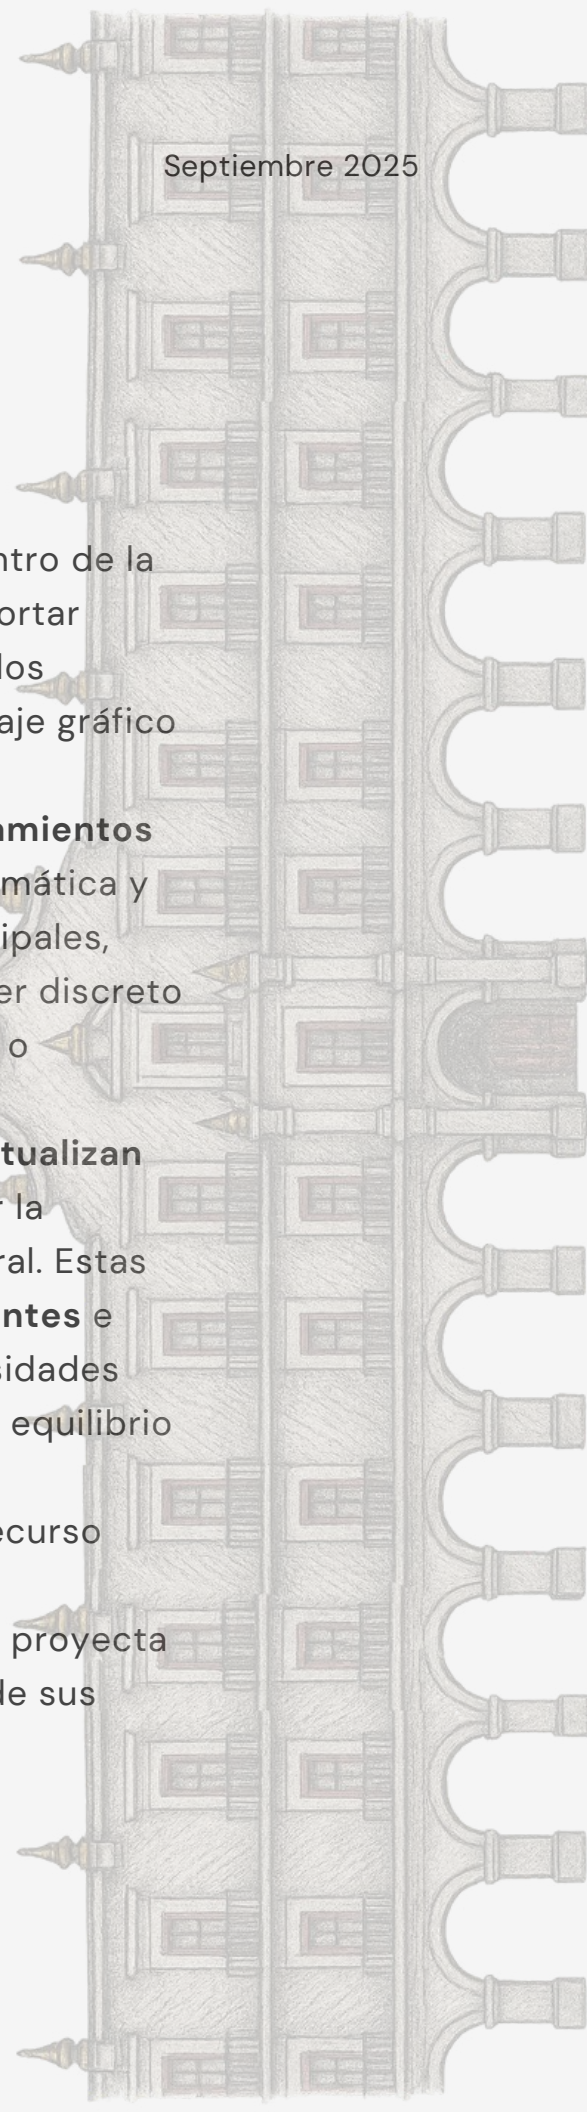 Septiembre 2025
ntro de la
ortar
los
aje gráfico
amientos
mática y
ipales,
er discreto
o
tualizan
r la
ral. Estas
ntes e
sidades
equilibrio
ecurso
proyecta
de sus